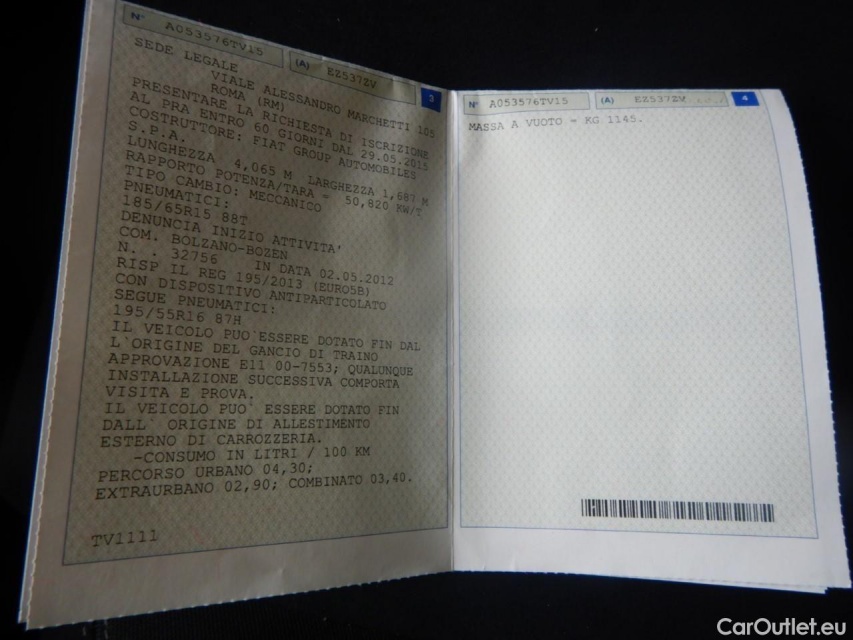 N° A053576TV15 (A) EZ537ZV 3
SEDE LEGALE
VIALE ALESSANDRO MARCHETTI 105
ROMA (RM)
PRESENTARE LA RICHIESTA DI ISCRIZIONE
AL PRA ENTRO 60 GIORNI DAL 29.05.2015
COSTRUTTORE: FIAT GROUP AUTOMOBILES
S.P.A.
LUNGHEZZA 4,065 M LARGHEZZA 1,687 M
RAPPORTO POTENZA/TARA = 50,820 KW/T
TIPO CAMBIO: MECCANICO
PNEUMATICI:
185/65R15 88T
DENUNCIA INIZIO ATTIVITA'
COM. BOLZANO-BOZEN
N. . 32756 IN DATA 02.05.2012
RISP IL REG 195/2013 (EURO5B)
CON DISPOSITIVO ANTIPARTICOLATO
SEGUE PNEUMATICI:
195/55R16 87H
IL VEICOLO PUO`ESSERE DOTATO FIN DAL
L`ORIGINE DEL GANCIO DI TRAINO
APPROVAZIONE E11 00-7553; QUALUNQUE
INSTALLAZIONE SUCCESSIVA COMPORTA
VISITA E PROVA.
IL VEICOLO PUO` ESSERE DOTATO FIN
DALL` ORIGINE DI ALLESTIMENTO
ESTERNO DI CARROZZERIA.
-CONSUMO IN LITRI / 100 KM
PERCORSO URBANO 04,30;
EXTRAURBANO 02,90; COMBINATO 03,40.
TV1111
N° A053576TV15 (A) EZ537ZV 4
MASSA A VUOTO = KG 1145.
CarOutlet.eu